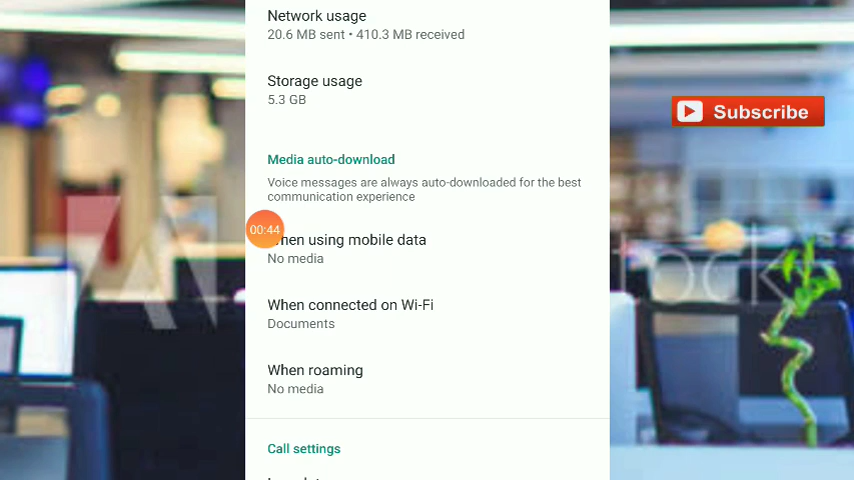 Network usage
20.6 MB sent • 410.3 MB received
Storage usage
5.3 GB
Subscribe
Media auto-download
Voice messages are always auto-downloaded for the best
communication experience
00:44
hen using mobile data
No media
When connected on Wi-Fi
Documents
When roaming
No media
Call settings